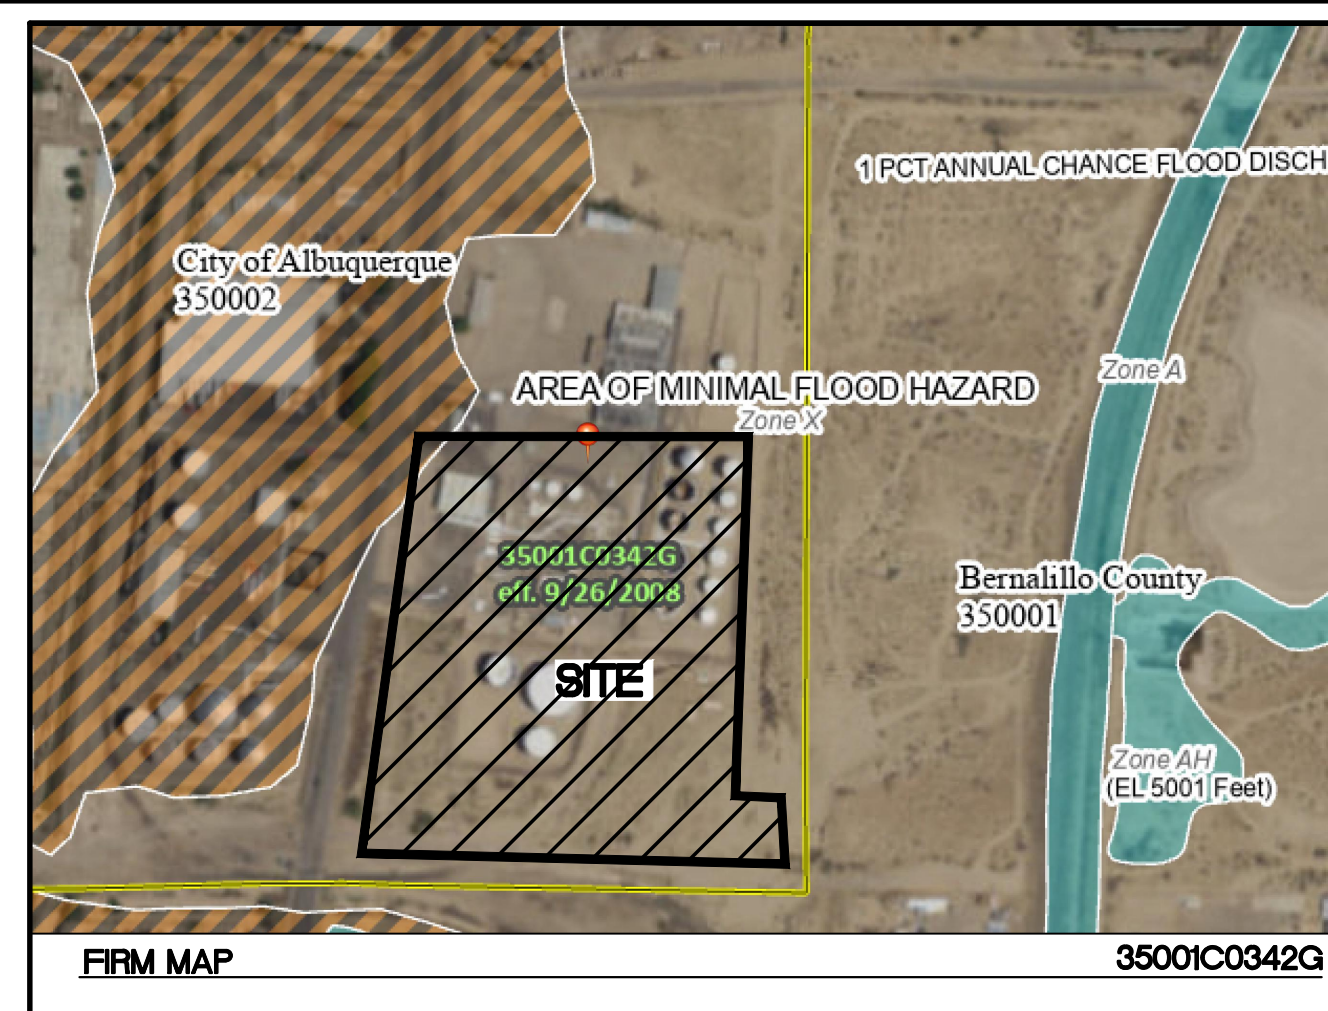 1 PCT ANNUAL CHANCE FLOOD DISCH
City of Albuquerque
350002
Zone A
AREA OF MINIMAL FLOOD HAZARD
Zone X
35001C0342G
eff. 9/26/2008
Bernalillo County
350001
SITE
Zone AH
(EL 5001 Feet)
FIRM MAP
35001C0342G